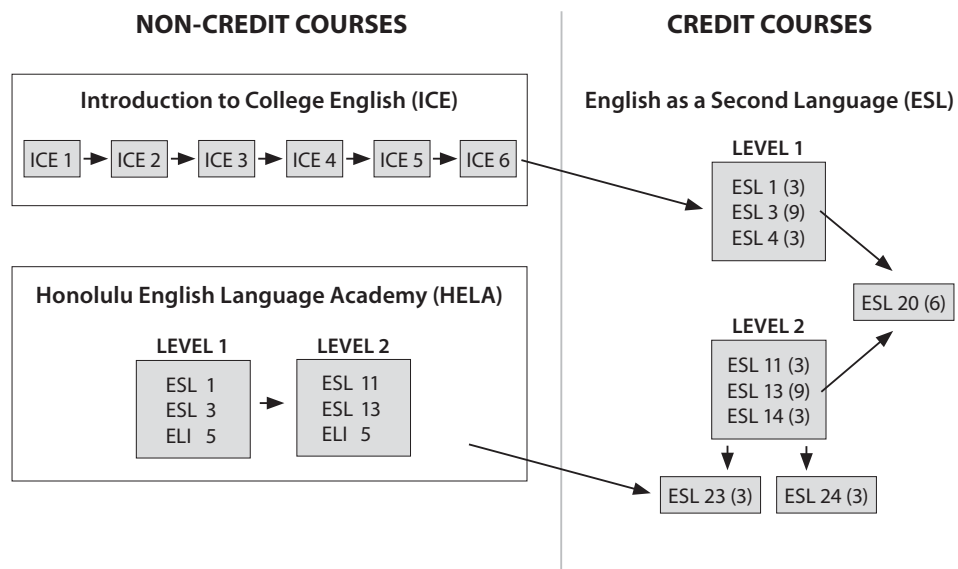 NON-CREDIT COURSES
Introduction to College English (ICE)
ICE 1
ICE 2
ICE 3
ICE 4
ICE 5
ICE 6
Honolulu English Language Academy (HELA)
LEVEL 1
ESL 1
ESL 3
ELI 5
LEVEL 2
ESL 11
ESL 13
ELI 5
CREDIT COURSES
English as a Second Language (ESL)
LEVEL 1
ESL 1 (3)
ESL 3 (9)
ESL 4 (3)
ESL 20 (6)
LEVEL 2
ESL 11 (3)
ESL 13 (9)
ESL 14 (3)
ESL 23 (3)
ESL 24 (3)